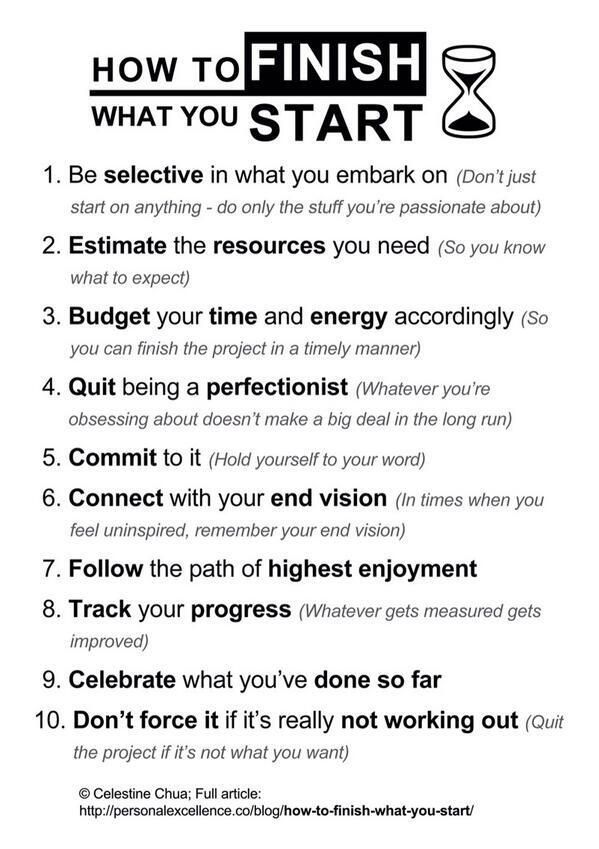 HOW TO FINISH
WHAT YOU START
1. Be selective in what you embark on (Don't just
start on anything - do only the stuff you're passionate about)
2. Estimate the resources you need (So you know
what to expect)
3. Budget your time and energy accordingly (So
you can finish the project in a timely manner)
4. Quit being a perfectionist (Whatever you're
obsessing about doesn't make a big deal in the long run)
5. Commit to it (Hold yourself to your word)
6. Connect with your end vision (In times when you
feel uninspired, remember your end vision)
7. Follow the path of highest enjoyment
8. Track your progress (Whatever gets measured gets
improved)
9. Celebrate what you've done so far
10. Don't force it if it's really not working out (Quit
the project if it's not what you want)
© Celestine Chua; Full article:
http://personalexcellence.co/blog/how-to-finish-what-you-start/